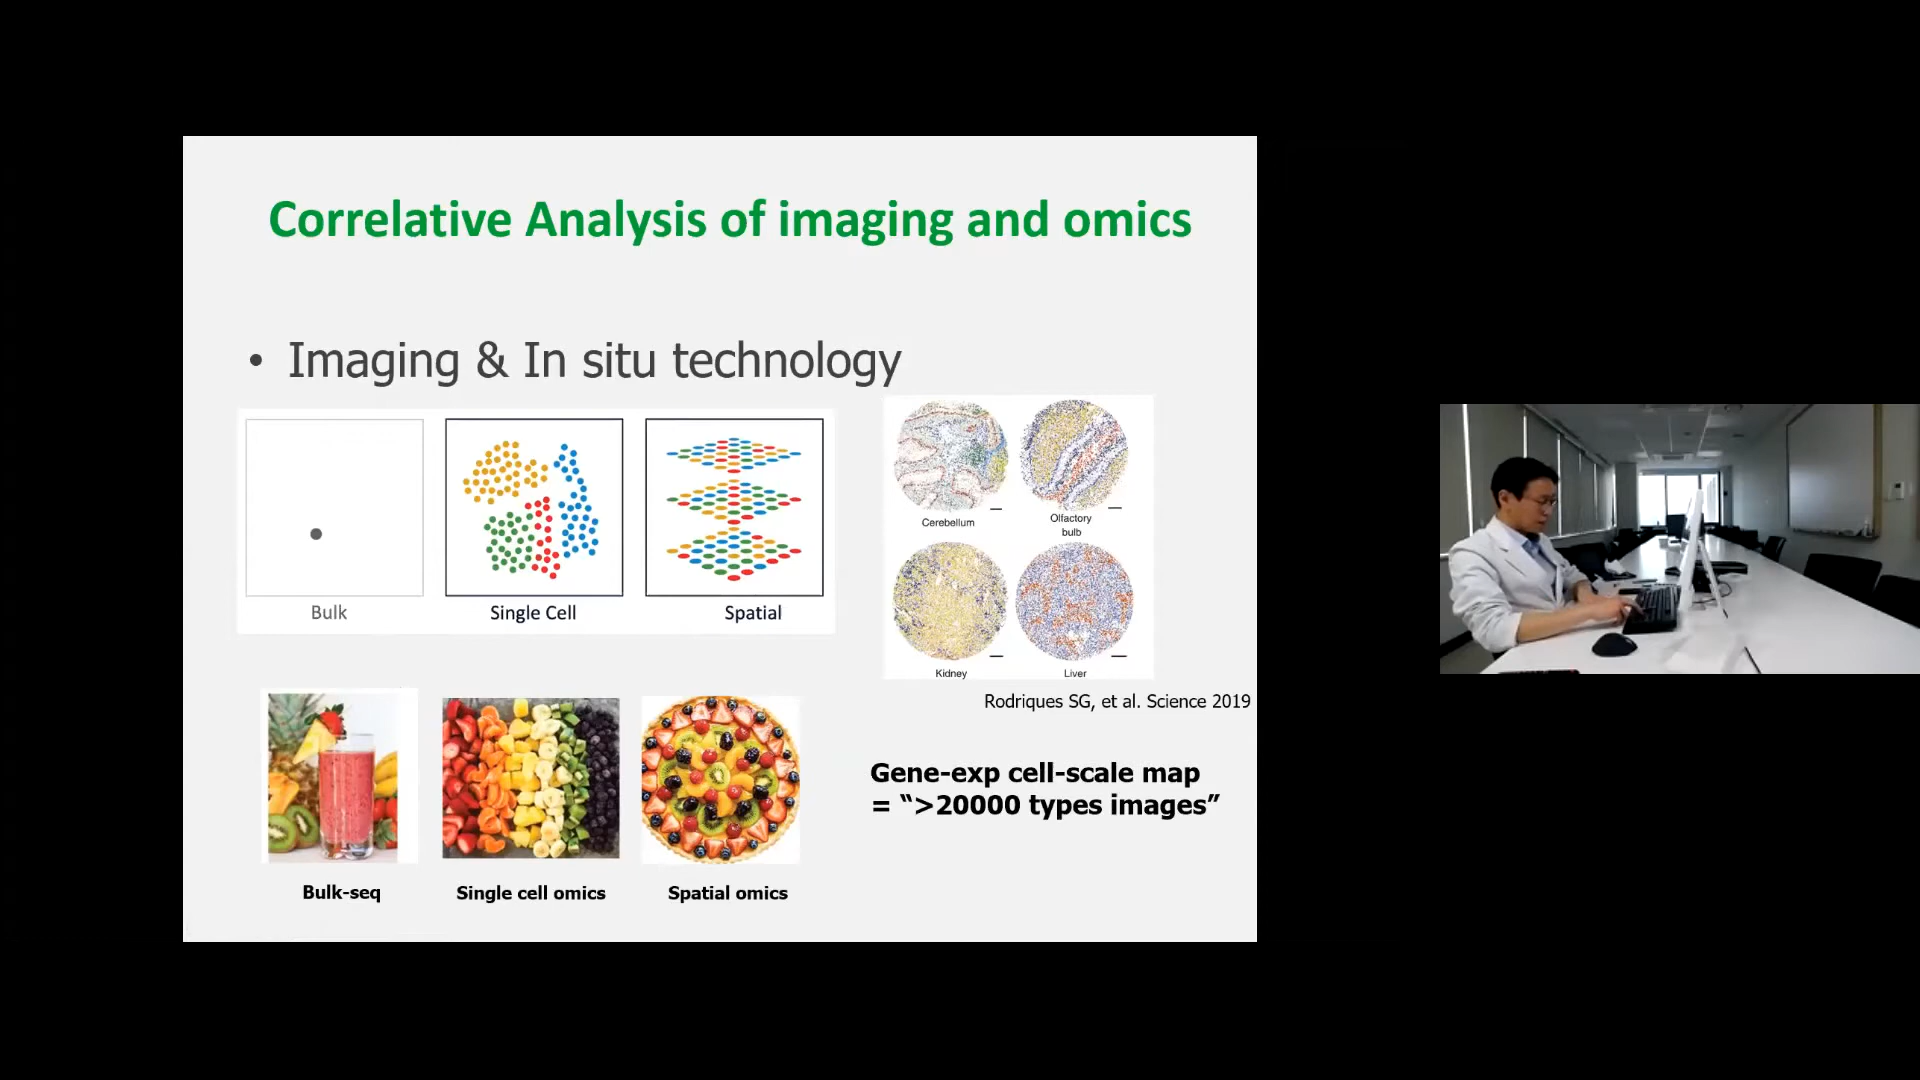 Correlative Analysis of imaging and omics
• Imaging & In situ technology
Bulk
Single Cell
Spatial
Cerebellum
Olfactory
bulb
Kidney
Liver
Rodriques SG, et al. Science 2019
Gene-exp cell-scale map
= “>20000 types images”
Bulk-seq
Single cell omics
Spatial omics